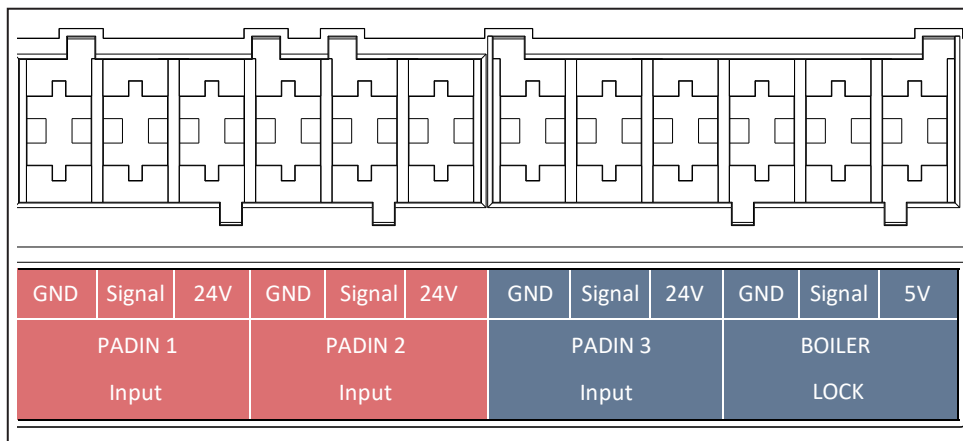 GND Signal 24V GND Signal 24V GND Signal 24V GND Signal 5V
PADIN 1 PADIN 2 PADIN 3 BOILER
Input Input Input LOCK